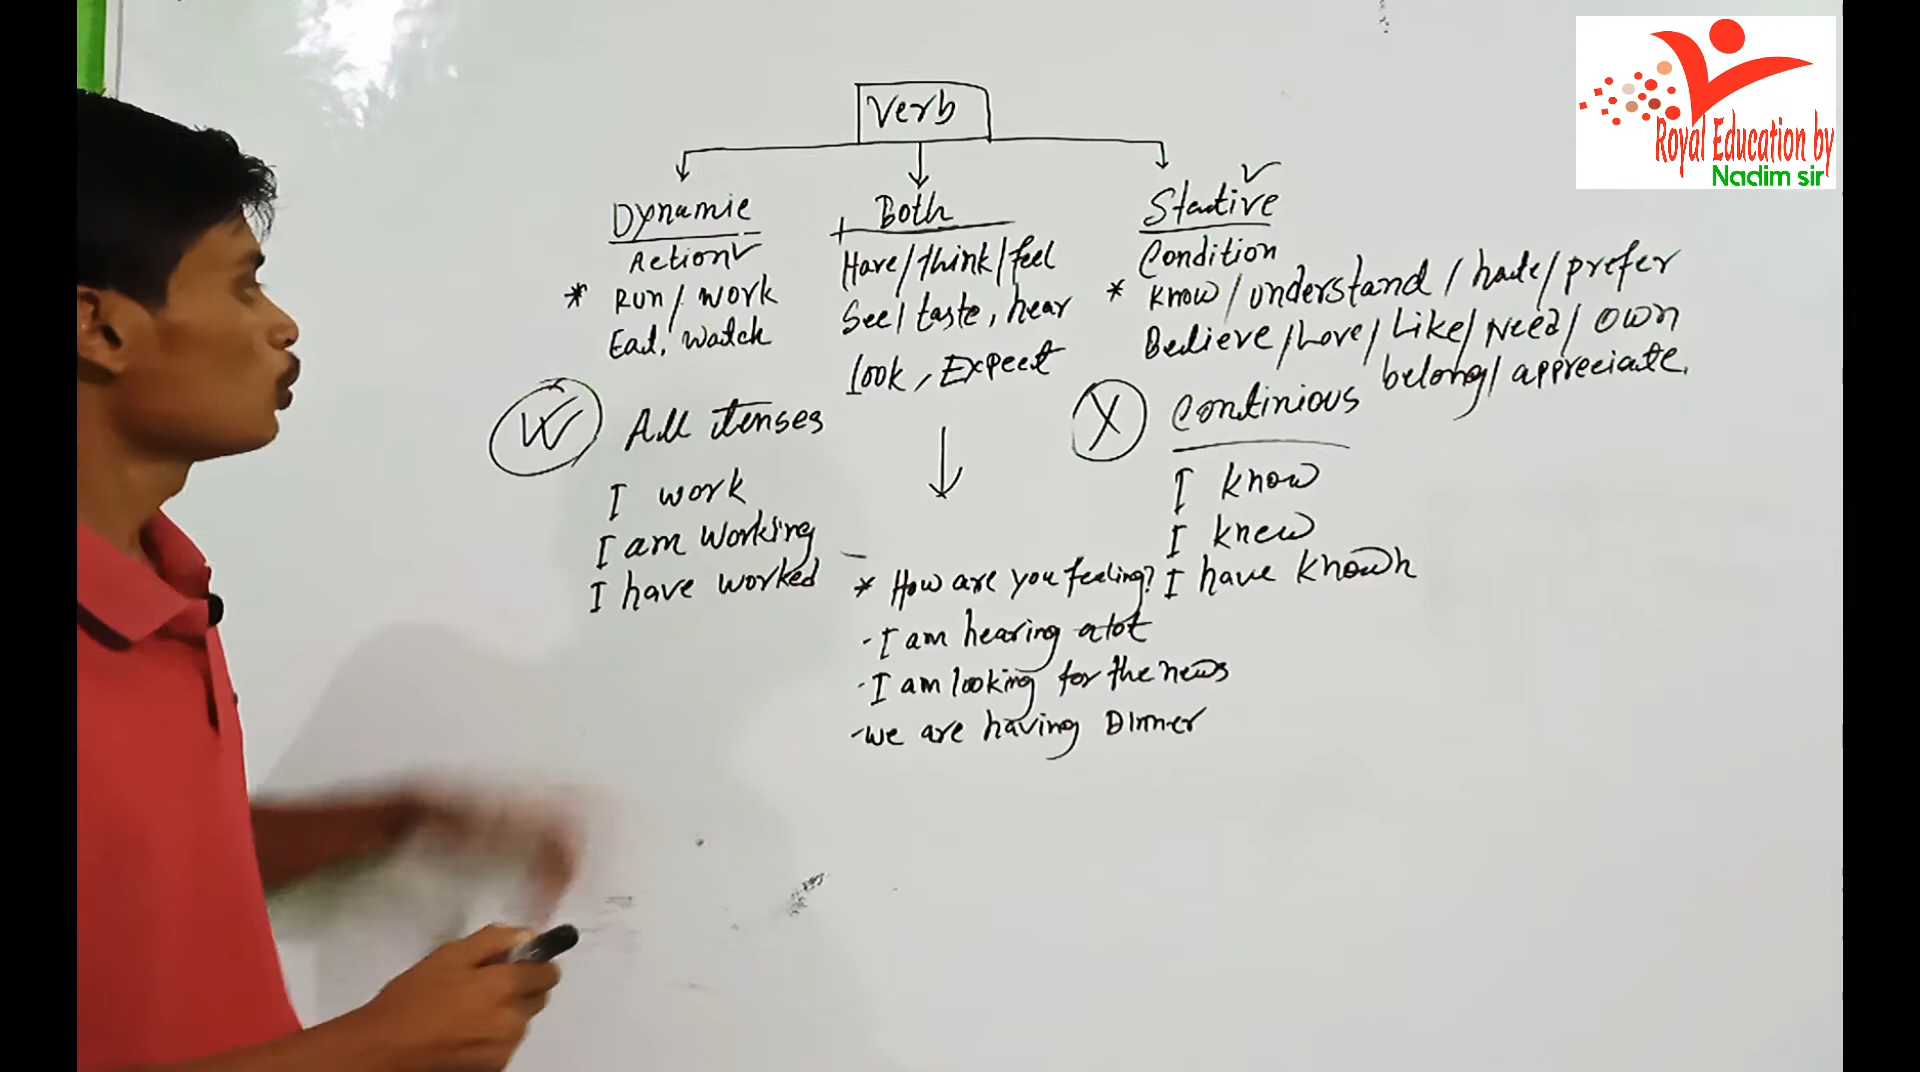 Verb
Dynamic
Action
* Run / work
Eat, watch
All Tenses
I work
I am working
I have worked
Both
Have/think/feel
See/taste, hear
look, Expect
* How are you feeling?
- I am hearing a lot
- I am looking for the news
- We are having Dinner
Stative
Condition
* Know/understand/hate/prefer
Believe/Love/Like/Need/own
belong/appreciate.
X Continious
I know
I knew
I have known
Royal Education by
Nadim sir